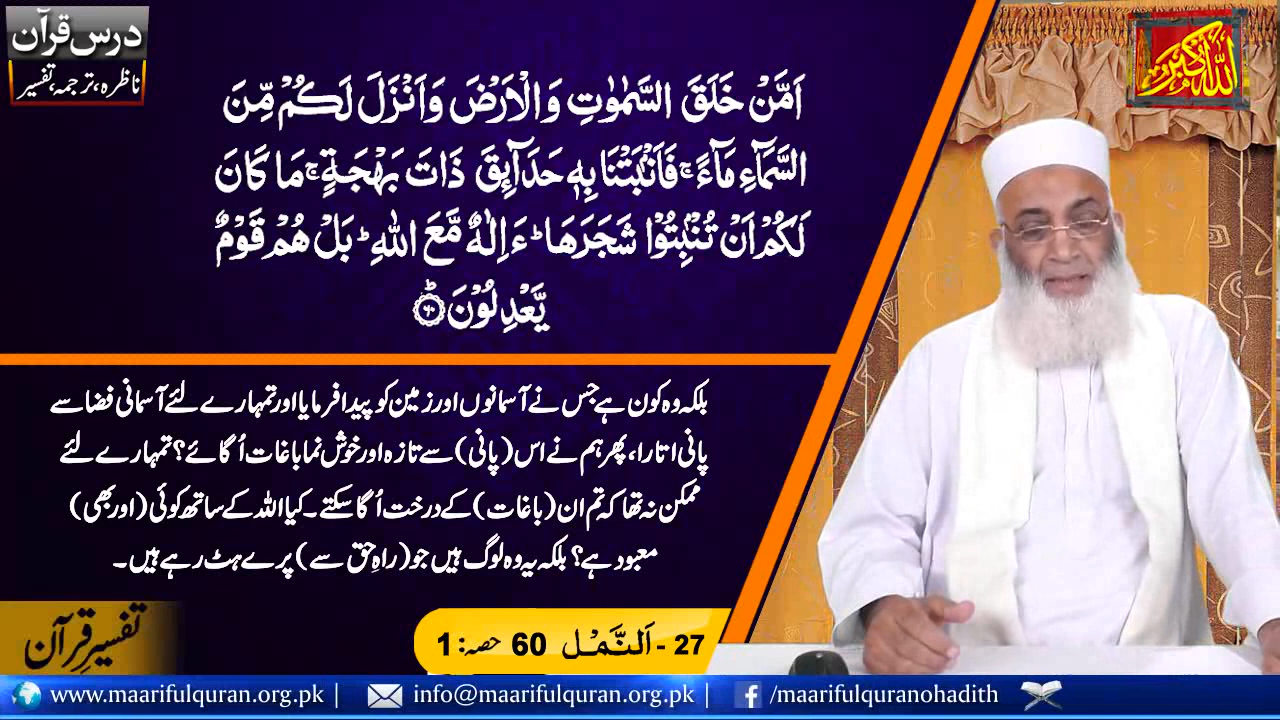 درس قرآن
ناظرہ، ترجمہ، تفسیر
اَمَّنْ خَلَقَ السَّمٰوٰتِ وَالْاَرْضَ وَاَنْزَلَ لَكُمْ مِّنَ
السَّمَآءِ مَآءً ۚ فَاَنْۢبَتْنَا بِهٖ حَدَآئِقَ ذَاتَ بَهْجَةٍ ۚ مَا كَانَ
لَكُمْ اَنْ تُنْۢبِتُوْا شَجَرَهَا ؕ ءَاِلٰهٌ مَّعَ اللّٰهِ ؕ بَلْ هُمْ قَوْمٌ
يَّعْدِلُوْنَ ؕ۶۰
بلکہ وہ کون ہے جس نے آسمانوں اور زمین کو پیدا فرمایا اور تمہارے لئے آسمانی فضا سے
پانی اتارا، پھر ہم نے اس (پانی) سے تازہ اور خوش نما باغات اُگائے؟ تمہارے لئے
ممکن نہ تھا کہ تم ان (باغات) کے درخت اُگا سکتے۔ کیا اللہ کے ساتھ کوئی (اور بھی)
معبود ہے؟ بلکہ یہ وہ لوگ ہیں جو (راہِ حق سے) پرے ہٹ رہے ہیں۔
تفسیرِ قرآن
27 - اَلنَّمْل 60 حصہ: 1
الله اكبر
www.maarifulquran.org.pk | info@maarifulquran.org.pk | f /maarifulquranohadith